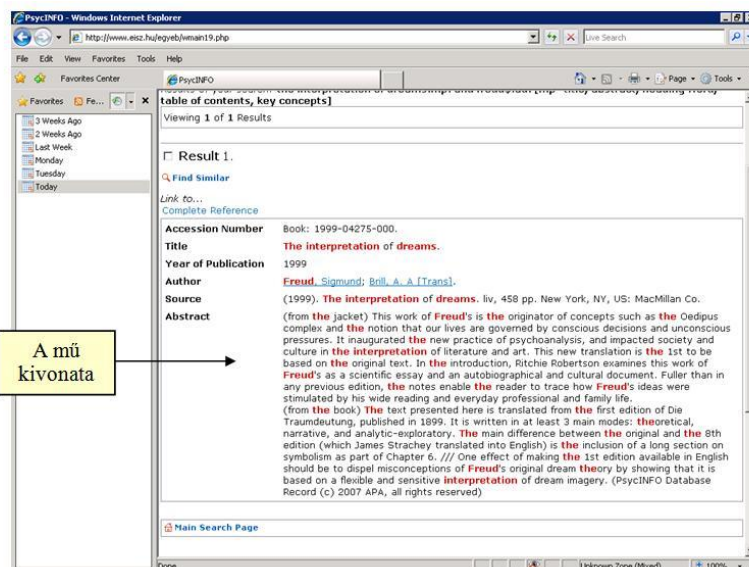 PsycINFO - Windows Internet Explorer
http://www.eisz.hu/egyeb/wmain19.php
Live Search
File Edit View Favorites Tools Help
Favorites Center
PsycINFO
Page
Tools
Favorites
Fe...
3 Weeks Ago
2 Weeks Ago
Last Week
Monday
Tuesday
Today
table of contents, key concepts]
Viewing 1 of 1 Results
Result 1.
Find Similar
Link to...
Complete Reference
Accession Number Book: 1999-04275-000.
Title The interpretation of dreams.
Year of Publication 1999
Author Freud, Sigmund; Brill, A. A [Trans].
Source (1999). The interpretation of dreams. liv, 458 pp. New York, NY, US: MacMillan Co.
Abstract (from the jacket) This work of Freud's is the originator of concepts such as the Oedipus
complex and the notion that our lives are governed by conscious decisions and unconscious
pressures. It inaugurated the new practice of psychoanalysis, and impacted society and
culture in the interpretation of literature and art. This new translation is the 1st to be
based on the original text. In the introduction, Ritchie Robertson examines this work of
Freud's as a scientific essay and an autobiographical and cultural document. Fuller than in
any previous edition, the notes enable the reader to trace how Freud's ideas were
stimulated by his wide reading and everyday professional and family life.
(from the book) The text presented here is translated from the first edition of Die
Traumdeutung, published in 1899. It is written in at least 3 main modes: theoretical,
narrative, and analytic-exploratory. The main difference between the original and the 8th
edition (which James Strachey translated into English) is the inclusion of a long section on
symbolism as part of Chapter 6. /// One effect of making the 1st edition available in English
should be to dispel misconceptions of Freud's original dream theory by showing that it is
based on a flexible and sensitive interpretation of dream imagery. (PsycINFO Database
Record (c) 2007 APA, all rights reserved)
A mű
kivonata
Main Search Page
Done
Unknown Zone (Mixed)
100%